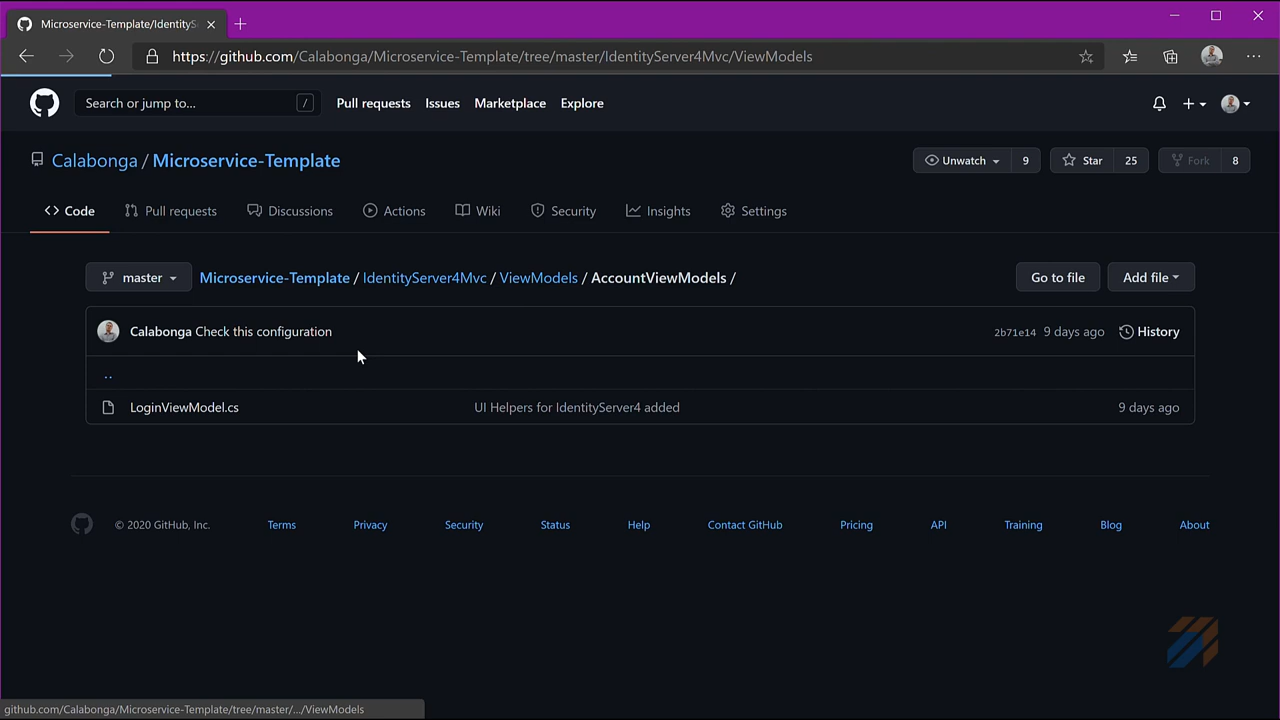 Microservice-Template/IdentityS
https://github.com/Calabonga/Microservice-Template/tree/master/IdentityServer4Mvc/ViewModels
Search or jump to... /
Pull requests Issues Marketplace Explore
Calabonga / Microservice-Template
Unwatch 9 Star 25 Fork 8
Code Pull requests Discussions Actions Wiki Security Insights Settings
master Microservice-Template / IdentityServer4Mvc / ViewModels / AccountViewModels / Go to file Add file
Calabonga Check this configuration 2b71e14 9 days ago History
..
LoginViewModel.cs UI Helpers for IdentityServer4 added 9 days ago
© 2020 GitHub, Inc. Terms Privacy Security Status Help Contact GitHub Pricing API Training Blog About
github.com/Calabonga/Microservice-Template/tree/master/.../ViewModels